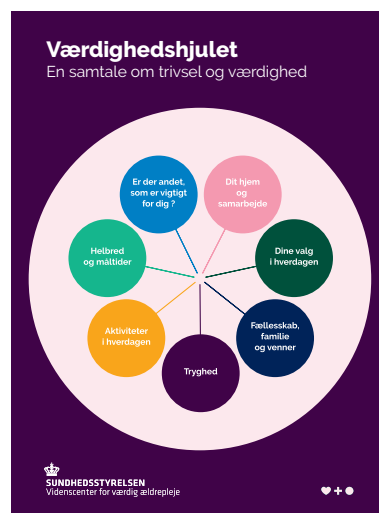 Værdighedshjulet
En samtale om trivsel og værdighed
Er der andet,
som er vigtigt
for dig ?
Dit hjem
og
samarbejde
Helbred
og måltider
Dine valg
i hverdagen
Aktiviteter
i hverdagen
Fællesskab,
familie
og venner
Tryghed
SUNDHEDSSTYRELSEN
Videnscenter for værdig ældrepleje